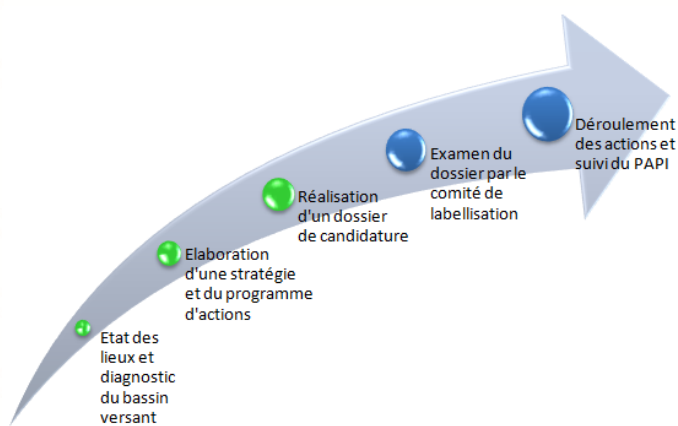 Etat des
lieux et
diagnostic
du bassin
versant
Elaboration
d'une stratégie
et du programme
d'actions
Réalisation
d'un dossier
de candidature
Examen du
dossier par le
comité de
labellisation
Déroulement
des actions et
suivi du PAPI